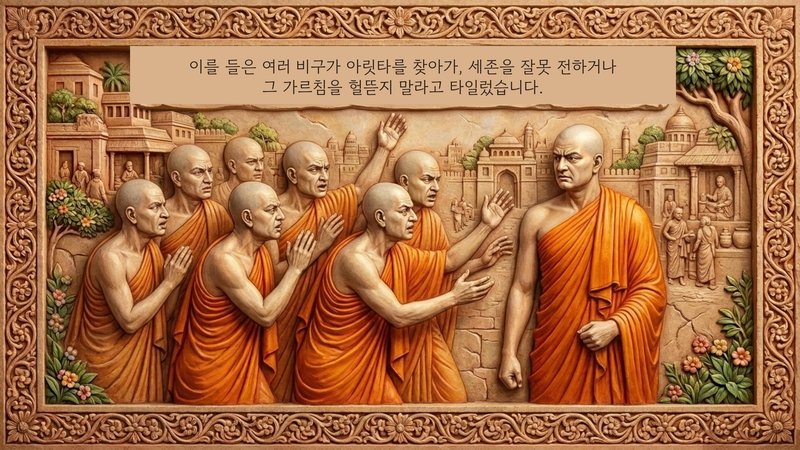 이를 들은 여러 비구가 아릿타를 찾아가, 세존을 잘못 전하거나
그 가르침을 헐뜯지 말라고 타일렀습니다.